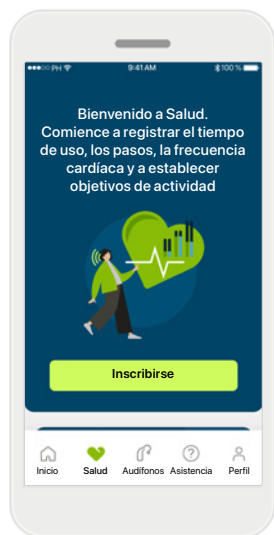 PH 9:41 AM 100 %
Bienvenido a Salud.
Comience a registrar el tiempo
de uso, los pasos, la frecuencia
cardíaca y a establecer
objetivos de actividad
Inscribirse
Inicio Salud Audífonos Asistencia Perfil